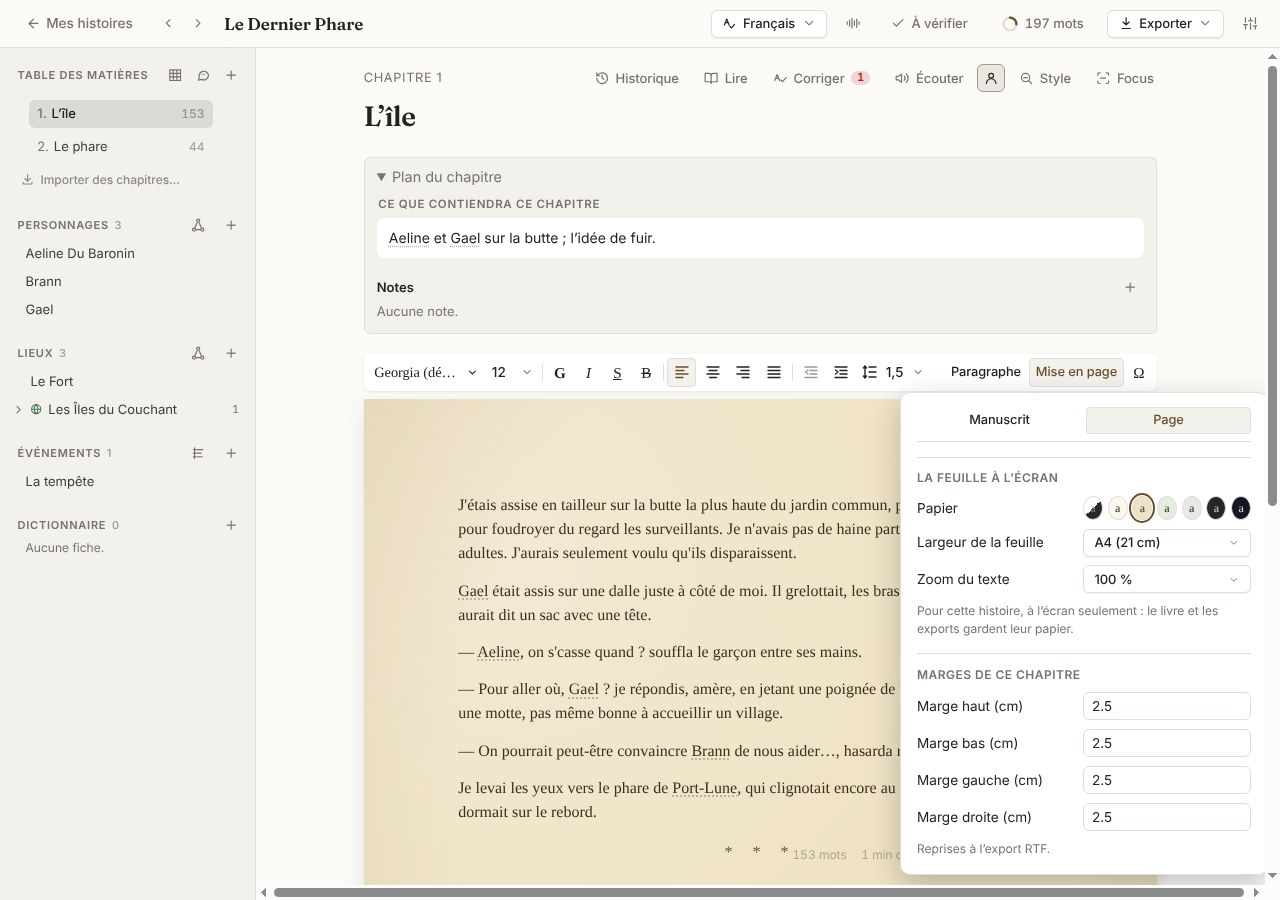 Mes histoires
Le Dernier Phare
Français
À vérifier
197 mots
Exporter
TABLE DES MATIÈRES
1. L’île 153
2. Le phare 44
Importer des chapitres…
PERSONNAGES 3
Aeline Du Baronin
Brann
Gael
LIEUX 3
Le Fort
Les Îles du Couchant 1
ÉVÉNEMENTS 1
La tempête
DICTIONNAIRE 0
Aucune fiche.
CHAPITRE 1
Historique
Lire
Corriger 1
Écouter
Style
Focus
L’île
Plan du chapitre
CE QUE CONTIENDRA CE CHAPITRE
Aeline et Gael sur la butte ; l’idée de fuir.
Notes
Aucune note.
Georgia (dé… 12 G I S B 1,5 Paragraphe Mise en page Ω
J'étais assise en tailleur sur la butte la plus haute du jardin commun,
pour foudroyer du regard les surveillants. Je n'avais pas de haine
adultes. J'aurais seulement voulu qu'ils disparaissent.
Gael était assis sur une dalle juste à côté de moi. Il grelottait, les
aurait dit un sac avec une tête.
— Aeline, on s'casse quand ? souffla le garçon entre ses mains.
— Pour aller où, Gael ? je répondis, amère, en jetant une poignée de
une motte, pas même bonne à accueillir un village.
— On pourrait peut-être convaincre Brann de nous aider…, hasarda
Je levai les yeux vers le phare de Port-Lune, qui clignotait encore au
dormait sur le rebord.
* * *
153 mots 1 min
Manuscrit
Page
LA FEUILLE À L’ÉCRAN
Papier a a a a a a a
Largeur de la feuille A4 (21 cm)
Zoom du texte 100 %
Pour cette histoire, à l’écran seulement : le livre et les
exports gardent leur papier.
MARGES DE CE CHAPITRE
Marge haut (cm) 2.5
Marge bas (cm) 2.5
Marge gauche (cm) 2.5
Marge droite (cm) 2.5
Reprises à l’export RTF.